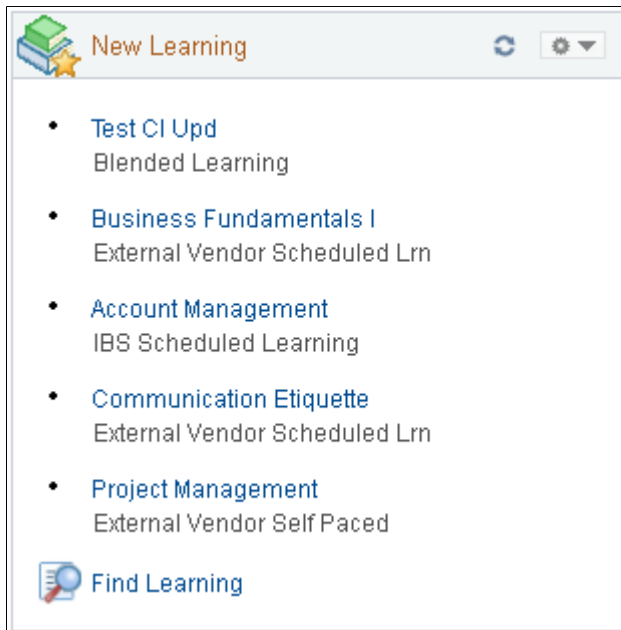 New Learning
Test CI Upd
Blended Learning
Business Fundamentals I
External Vendor Scheduled Lrn
Account Management
IBS Scheduled Learning
Communication Etiquette
External Vendor Scheduled Lrn
Project Management
External Vendor Self Paced
Find Learning